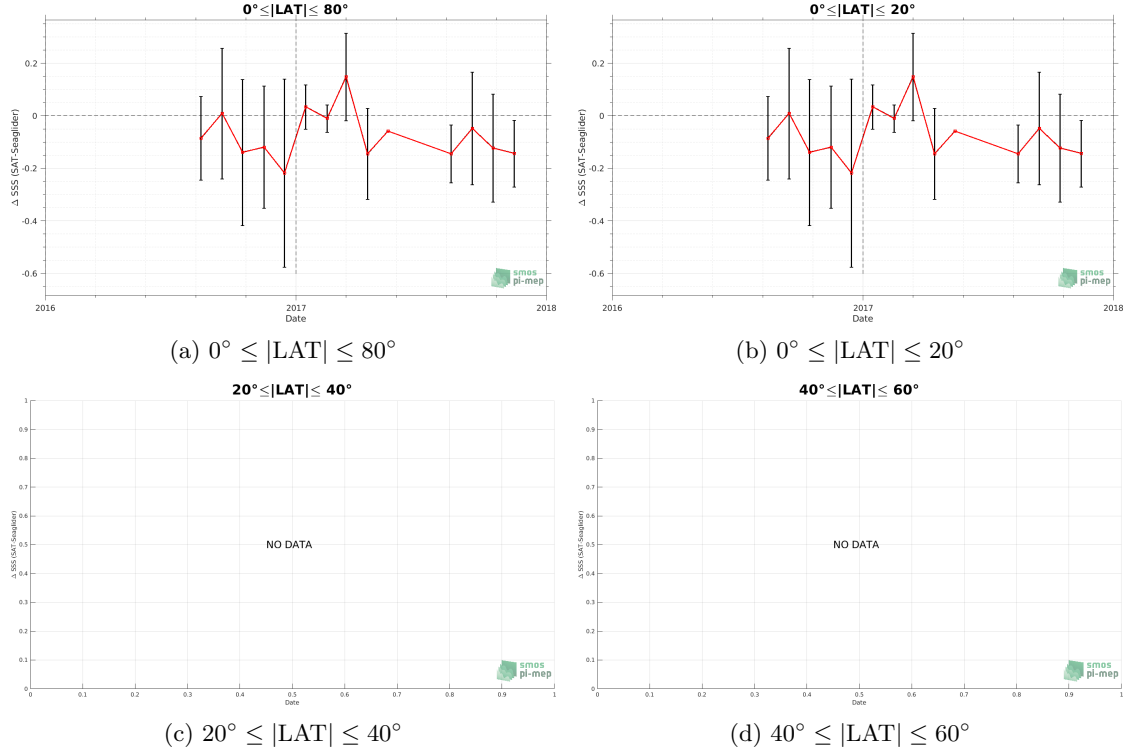 0°≤|LAT|≤ 80°
0.2
0
-0.2
-0.4
-0.6
Δ SSS (SAT-Seaglider)
2016
2017
2018
Date
smos
pi-mep
(a) 0° ≤ |LAT| ≤ 80°
0°≤|LAT|≤ 20°
0.2
0
-0.2
-0.4
-0.6
Δ SSS (SAT-Seaglider)
2016
2017
2018
Date
smos
pi-mep
(b) 0° ≤ |LAT| ≤ 20°
20°≤|LAT|≤ 40°
1
0.9
0.8
0.7
0.6
0.5
0.4
0.3
0.2
0.1
0
Δ SSS (SAT-Seaglider)
NO DATA
0 0.1 0.2 0.3 0.4 0.5 0.6 0.7 0.8 0.9 1
Date
smos
pi-mep
(c) 20° ≤ |LAT| ≤ 40°
40°≤|LAT|≤ 60°
1
0.9
0.8
0.7
0.6
0.5
0.4
0.3
0.2
0.1
0
Δ SSS (SAT-Seaglider)
NO DATA
0 0.1 0.2 0.3 0.4 0.5 0.6 0.7 0.8 0.9 1
Date
smos
pi-mep
(d) 40° ≤ |LAT| ≤ 60°